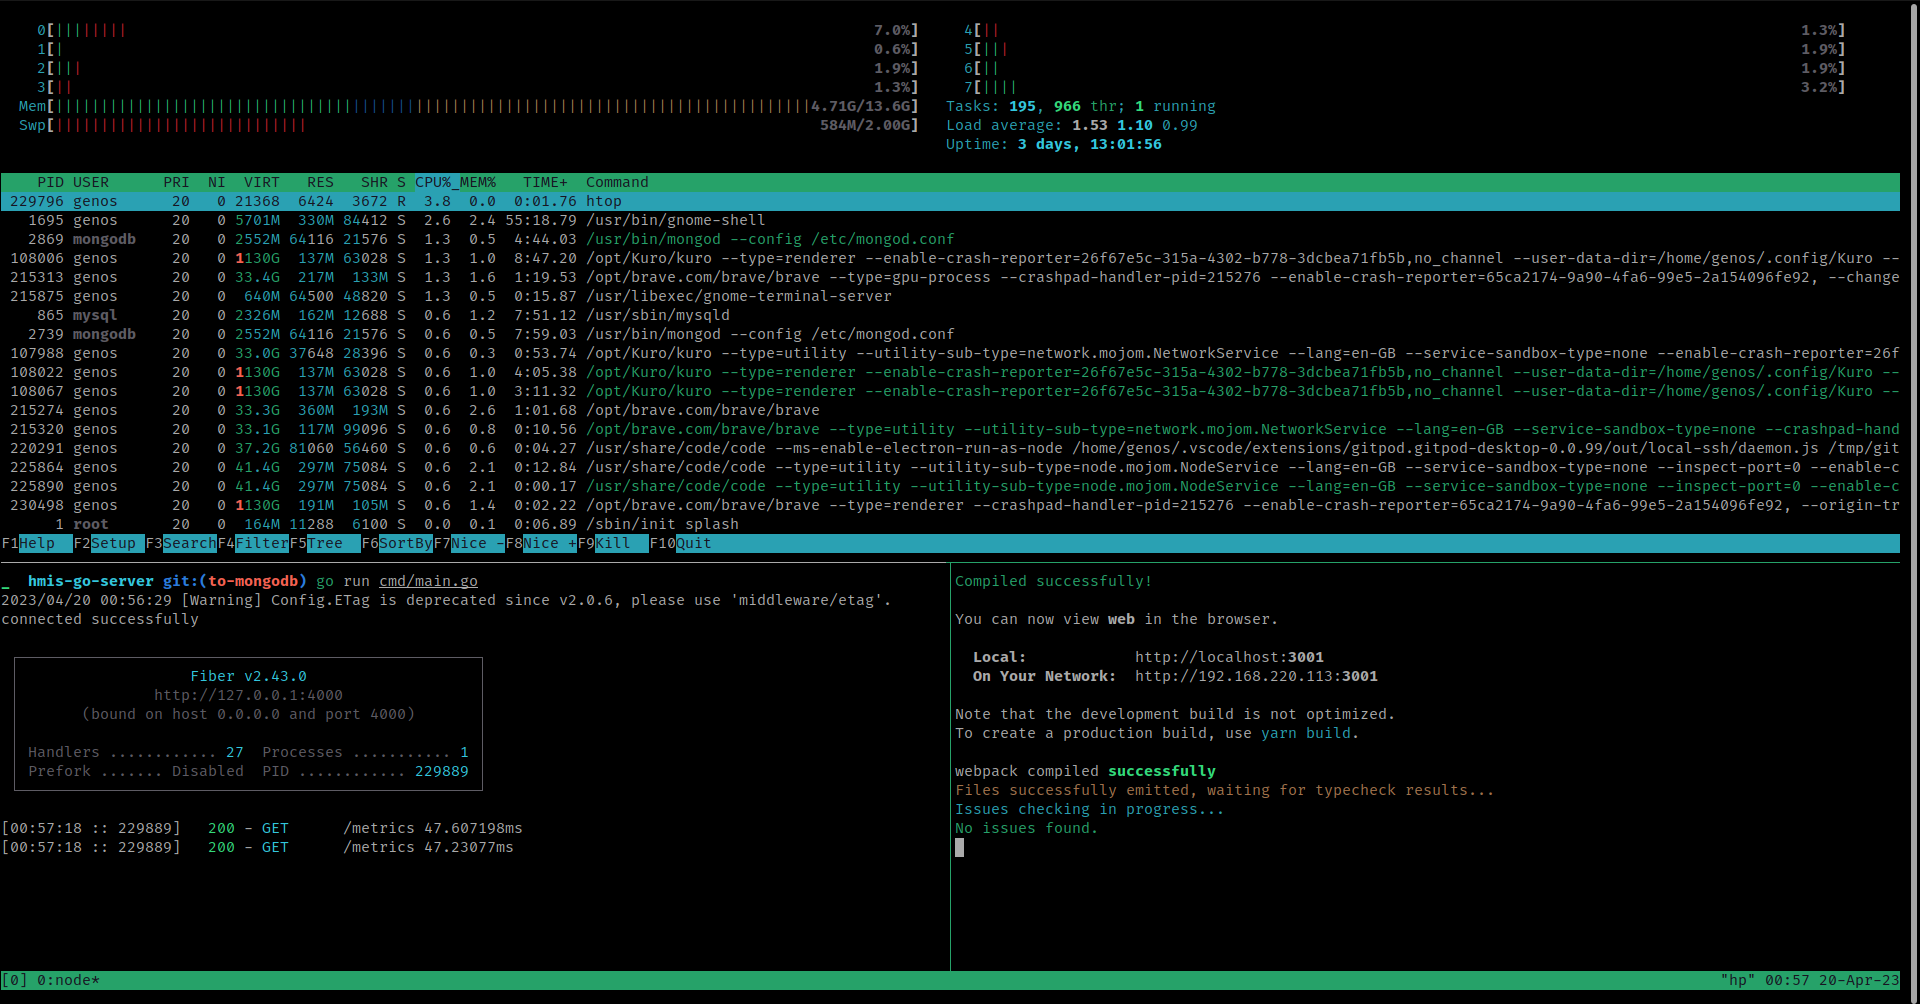 0[|||||||| 7.0%] 4[|| 1.3%]
1[| 0.6%] 5[||| 1.9%]
2[||| 1.9%] 6[|| 1.9%]
3[|| 1.3%] 7[|||| 3.2%]
Mem[||||||||||||||||||||||||||||||||||||||||||||||||||||||||||||||||||||||||||||||||||||4.71G/13.6G] Tasks: 195, 966 thr; 1 running
Swp[|||||||||||||||||||||||||||| 584M/2.00G] Load average: 1.53 1.10 0.99
Uptime: 3 days, 13:01:56
PID USER PRI NI VIRT RES SHR S CPU%_MEM% TIME+ Command
229796 genos 20 0 21368 6424 3672 R 3.8 0.0 0:01.76 htop
1695 genos 20 0 5701M 330M 84412 S 2.6 2.4 55:18.79 /usr/bin/gnome-shell
2869 mongodb 20 0 2552M 64116 21576 S 1.3 0.5 4:44.03 /usr/bin/mongod --config /etc/mongod.conf
108006 genos 20 0 1130G 137M 63028 S 1.3 1.0 8:47.20 /opt/Kuro/kuro --type=renderer --enable-crash-reporter=26f67e5c-315a-4302-b778-3dcbea71fb5b,no_channel --user-data-dir=/home/genos/.config/Kuro --
215313 genos 20 0 33.4G 217M 133M S 1.3 1.6 1:19.53 /opt/brave.com/brave/brave --type=gpu-process --crashpad-handler-pid=215276 --enable-crash-reporter=65ca2174-9a90-4fa6-99e5-2a154096fe92, --change
215875 genos 20 0 640M 64500 48820 S 1.3 0.5 0:15.87 /usr/libexec/gnome-terminal-server
865 mysql 20 0 2326M 162M 12688 S 0.6 1.2 7:51.12 /usr/sbin/mysqld
2739 mongodb 20 0 2552M 64116 21576 S 0.6 0.5 7:59.03 /usr/bin/mongod --config /etc/mongod.conf
107988 genos 20 0 33.0G 37648 28396 S 0.6 0.3 0:53.74 /opt/Kuro/kuro --type=utility --utility-sub-type=network.mojom.NetworkService --lang=en-GB --service-sandbox-type=none --enable-crash-reporter=26f
108022 genos 20 0 1130G 137M 63028 S 0.6 1.0 4:05.38 /opt/Kuro/kuro --type=renderer --enable-crash-reporter=26f67e5c-315a-4302-b778-3dcbea71fb5b,no_channel --user-data-dir=/home/genos/.config/Kuro --
108067 genos 20 0 1130G 137M 63028 S 0.6 1.0 3:11.32 /opt/Kuro/kuro --type=renderer --enable-crash-reporter=26f67e5c-315a-4302-b778-3dcbea71fb5b,no_channel --user-data-dir=/home/genos/.config/Kuro --
215274 genos 20 0 33.3G 360M 193M S 0.6 2.6 1:01.68 /opt/brave.com/brave/brave
215320 genos 20 0 33.1G 117M 99096 S 0.6 0.8 0:10.56 /opt/brave.com/brave/brave --type=utility --utility-sub-type=network.mojom.NetworkService --lang=en-GB --service-sandbox-type=none --crashpad-hand
220291 genos 20 0 37.2G 81060 56460 S 0.6 0.6 0:04.27 /usr/share/code/code --ms-enable-electron-run-as-node /home/genos/.vscode/extensions/gitpod.gitpod-desktop-0.0.99/out/local-ssh/daemon.js /tmp/git
225864 genos 20 0 41.4G 297M 75084 S 0.6 2.1 0:12.84 /usr/share/code/code --type=utility --utility-sub-type=node.mojom.NodeService --lang=en-GB --service-sandbox-type=none --inspect-port=0 --enable-c
225890 genos 20 0 41.4G 297M 75084 S 0.6 2.1 0:00.17 /usr/share/code/code --type=utility --utility-sub-type=node.mojom.NodeService --lang=en-GB --service-sandbox-type=none --inspect-port=0 --enable-c
230498 genos 20 0 1130G 191M 105M S 0.6 1.4 0:02.22 /opt/brave.com/brave/brave --type=renderer --crashpad-handler-pid=215276 --enable-crash-reporter=65ca2174-9a90-4fa6-99e5-2a154096fe92, --origin-tr
1 root 20 0 164M 11288 6100 S 0.0 0.1 0:06.89 /sbin/init splash
F1Help F2Setup F3SearchF4FilterF5Tree F6SortByF7Nice -F8Nice +F9Kill F10Quit
_ hmis-go-server git:(to-mongodb) go run cmd/main.go
2023/04/20 00:56:29 [Warning] Config.ETag is deprecated since v2.0.6, please use 'middleware/etag'.
connected successfully
Fiber v2.43.0
http://127.0.0.1:4000
(bound on host 0.0.0.0 and port 4000)
Handlers ............ 27 Processes ........... 1
Prefork ....... Disabled PID ............ 229889
[00:57:18 :: 229889] 200 - GET /metrics 47.607198ms
[00:57:18 :: 229889] 200 - GET /metrics 47.23077ms
Compiled successfully!
You can now view web in the browser.
Local: http://localhost:3001
On Your Network: http://192.168.220.113:3001
Note that the development build is not optimized.
To create a production build, use yarn build.
webpack compiled successfully
Files successfully emitted, waiting for typecheck results...
Issues checking in progress...
No issues found.
[0] 0:node* "hp" 00:57 20-Apr-23